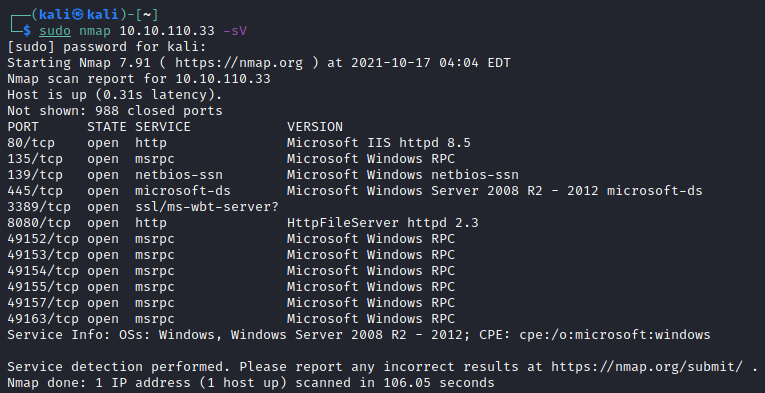 ┌──(kali㉿kali)-[~]
└─$ sudo nmap 10.10.110.33 -sV
[sudo] password for kali:
Starting Nmap 7.91 ( https://nmap.org ) at 2021-10-17 04:04 EDT
Nmap scan report for 10.10.110.33
Host is up (0.31s latency).
Not shown: 988 closed ports
PORT      STATE SERVICE            VERSION
80/tcp    open  http               Microsoft IIS httpd 8.5
135/tcp   open  msrpc              Microsoft Windows RPC
139/tcp   open  netbios-ssn        Microsoft Windows netbios-ssn
445/tcp   open  microsoft-ds       Microsoft Windows Server 2008 R2 - 2012 microsoft-ds
3389/tcp  open  ssl/ms-wbt-server?
8080/tcp  open  http               HttpFileServer httpd 2.3
49152/tcp open  msrpc              Microsoft Windows RPC
49153/tcp open  msrpc              Microsoft Windows RPC
49154/tcp open  msrpc              Microsoft Windows RPC
49155/tcp open  msrpc              Microsoft Windows RPC
49157/tcp open  msrpc              Microsoft Windows RPC
49163/tcp open  msrpc              Microsoft Windows RPC
Service Info: OSs: Windows, Windows Server 2008 R2 - 2012; CPE: cpe:/o:microsoft:windows

Service detection performed. Please report any incorrect results at https://nmap.org/submit/ .
Nmap done: 1 IP address (1 host up) scanned in 106.05 seconds